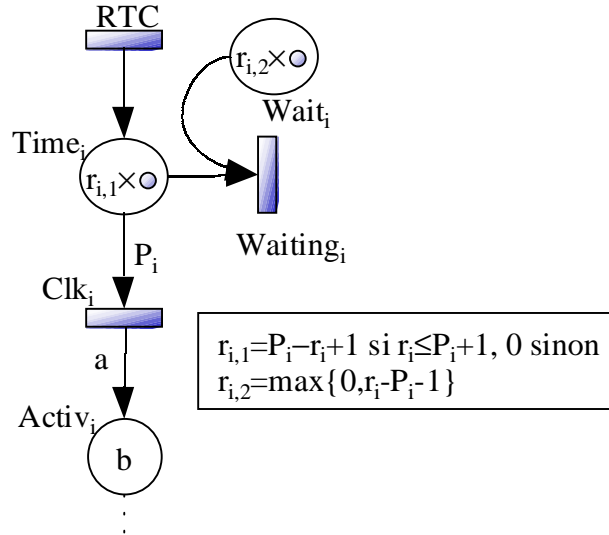 RTC
r_{i,2}×
Wait_i
Time_i
r_{i,1}×
Waiting_i
P_i
Clk_i
r_{i,1}=P_i−r_i+1 si r_i≤P_i+1, 0 sinon
r_{i,2}=max{0,r_i-P_i-1}
a
Activ_i
b